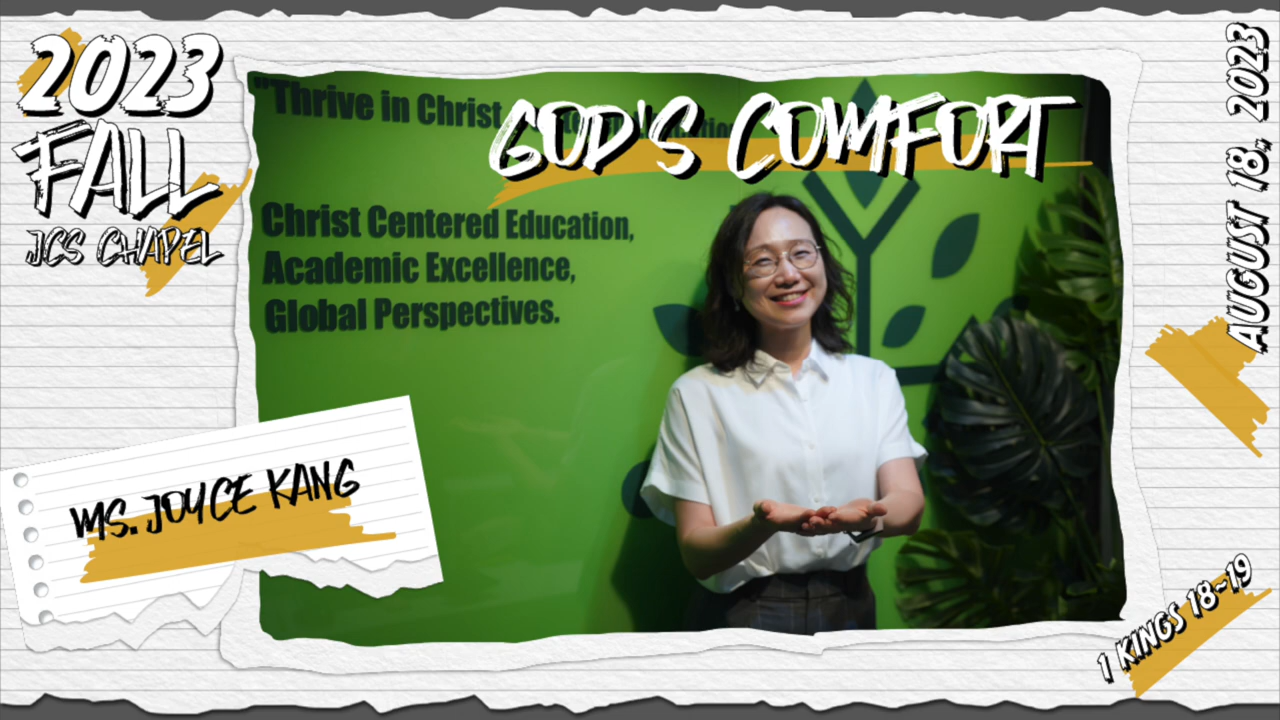 2023
FALL
JCS CHAPEL
"Thrive in Christ
GOD'S COMFORT
Christ Centered Education,
Academic Excellence,
Global Perspectives.
MS. JOYCE KANG
AUGUST 18. 2023
1 KINGS 18~19